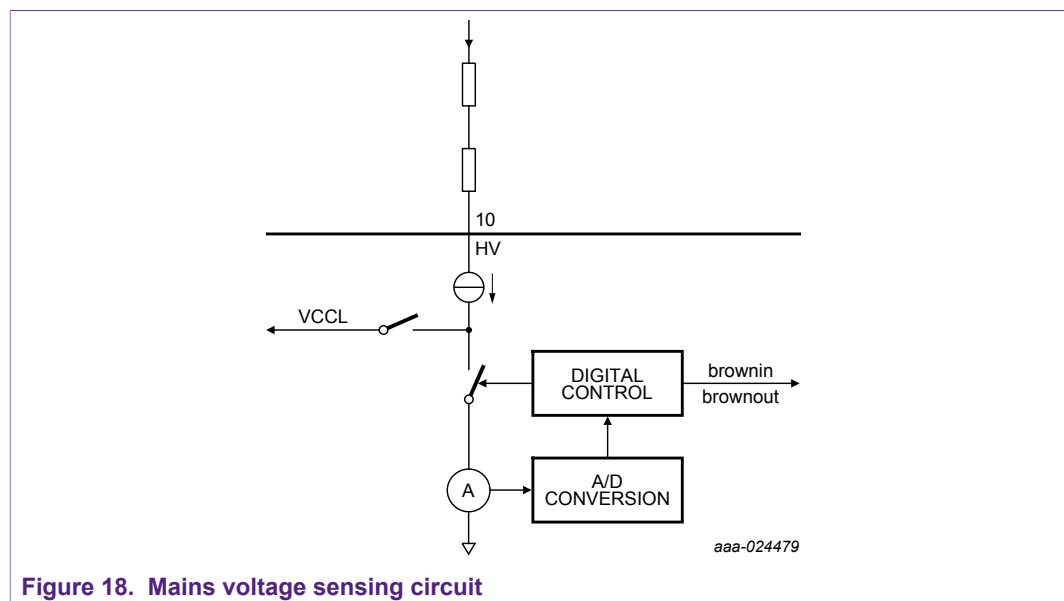 10
HV
VCCL
DIGITAL
CONTROL
brownin
brownout
A
A/D
CONVERSION
aaa-024479
Figure 18. Mains voltage sensing circuit